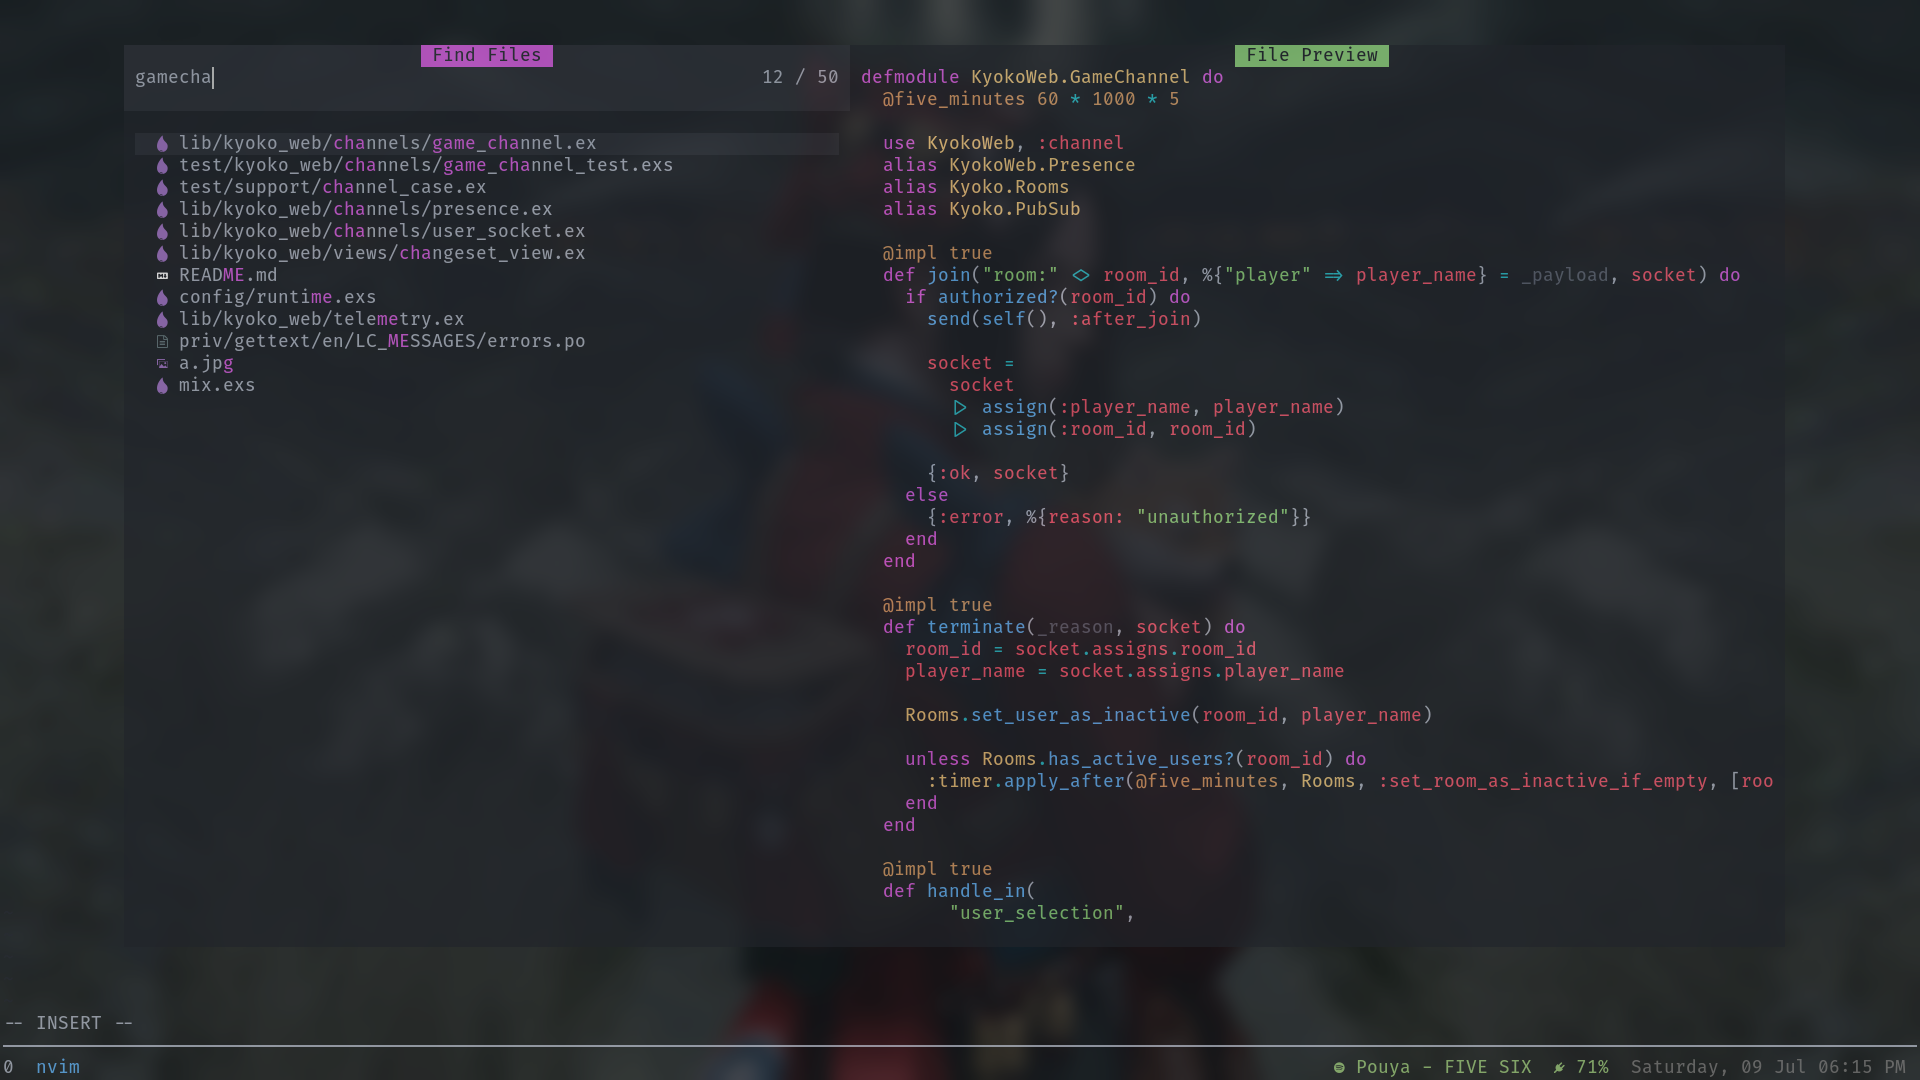 Find Files
gamecha 12 / 50
lib/kyoko_web/channels/game_channel.ex
test/kyoko_web/channels/game_channel_test.exs
test/support/channel_case.ex
lib/kyoko_web/channels/presence.ex
lib/kyoko_web/channels/user_socket.ex
lib/kyoko_web/views/changeset_view.ex
README.md
config/runtime.exs
lib/kyoko_web/telemetry.ex
priv/gettext/en/LC_MESSAGES/errors.po
a.jpg
mix.exs
File Preview
defmodule KyokoWeb.GameChannel do
  @five_minutes 60 * 1000 * 5
  use KyokoWeb, :channel
  alias KyokoWeb.Presence
  alias Kyoko.Rooms
  alias Kyoko.PubSub
  @impl true
  def join("room:" <> room_id, %{"player" => player_name} = _payload, socket) do
    if authorized?(room_id) do
      send(self(), :after_join)
      socket =
        socket
        |> assign(:player_name, player_name)
        |> assign(:room_id, room_id)
      {:ok, socket}
    else
      {:error, %{reason: "unauthorized"}}
    end
  end
  @impl true
  def terminate(_reason, socket) do
    room_id = socket.assigns.room_id
    player_name = socket.assigns.player_name
    Rooms.set_user_as_inactive(room_id, player_name)
    unless Rooms.has_active_users?(room_id) do
      :timer.apply_after(@five_minutes, Rooms, :set_room_as_inactive_if_empty, [roo
    end
  end
  @impl true
  def handle_in(
        "user_selection",
-- INSERT --
0 nvim Pouya - FIVE SIX 71% Saturday, 09 Jul 06:15 PM